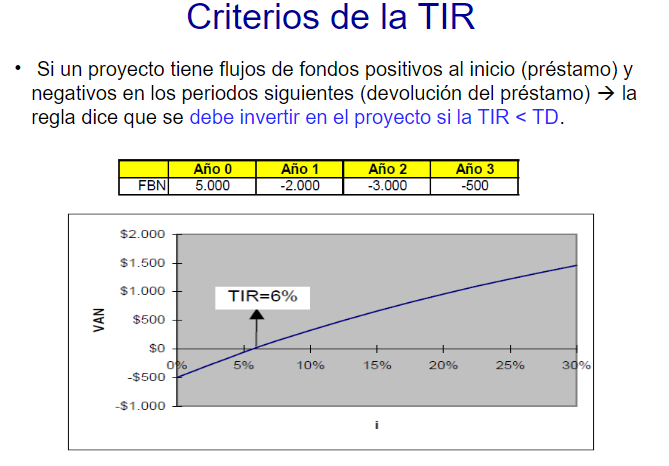 Criterios de la TIR
• Si un proyecto tiene flujos de fondos positivos al inicio (préstamo) y
negativos en los periodos siguientes (devolución del préstamo) → la
regla dice que se debe invertir en el proyecto si la TIR < TD.
Año 0 Año 1 Año 2 Año 3
FBN 5.000 -2.000 -3.000 -500
$2.000
$1.500
$1.000
$500
$0
-$500
-$1.000
VAN
TIR=6%
0% 5% 10% 15% 20% 25% 30%
i